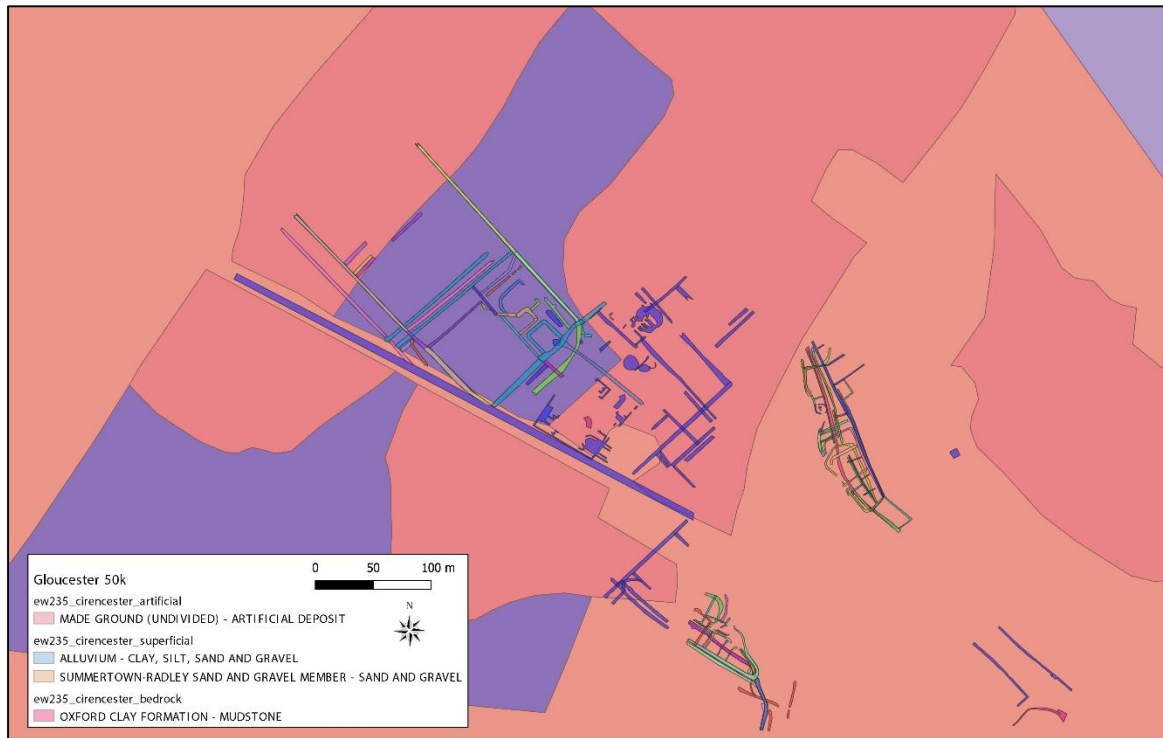 Gloucester 50k
0 50 100 m
ew235_cirencester_artificial
N
MADE GROUND (UNDIVIDED) - ARTIFICIAL DEPOSIT
ew235_cirencester_superficial
ALLUVIUM - CLAY, SILT, SAND AND GRAVEL
SUMMERTOWN-RADLEY SAND AND GRAVEL MEMBER - SAND AND GRAVEL
ew235_cirencester_bedrock
OXFORD CLAY FORMATION - MUDSTONE